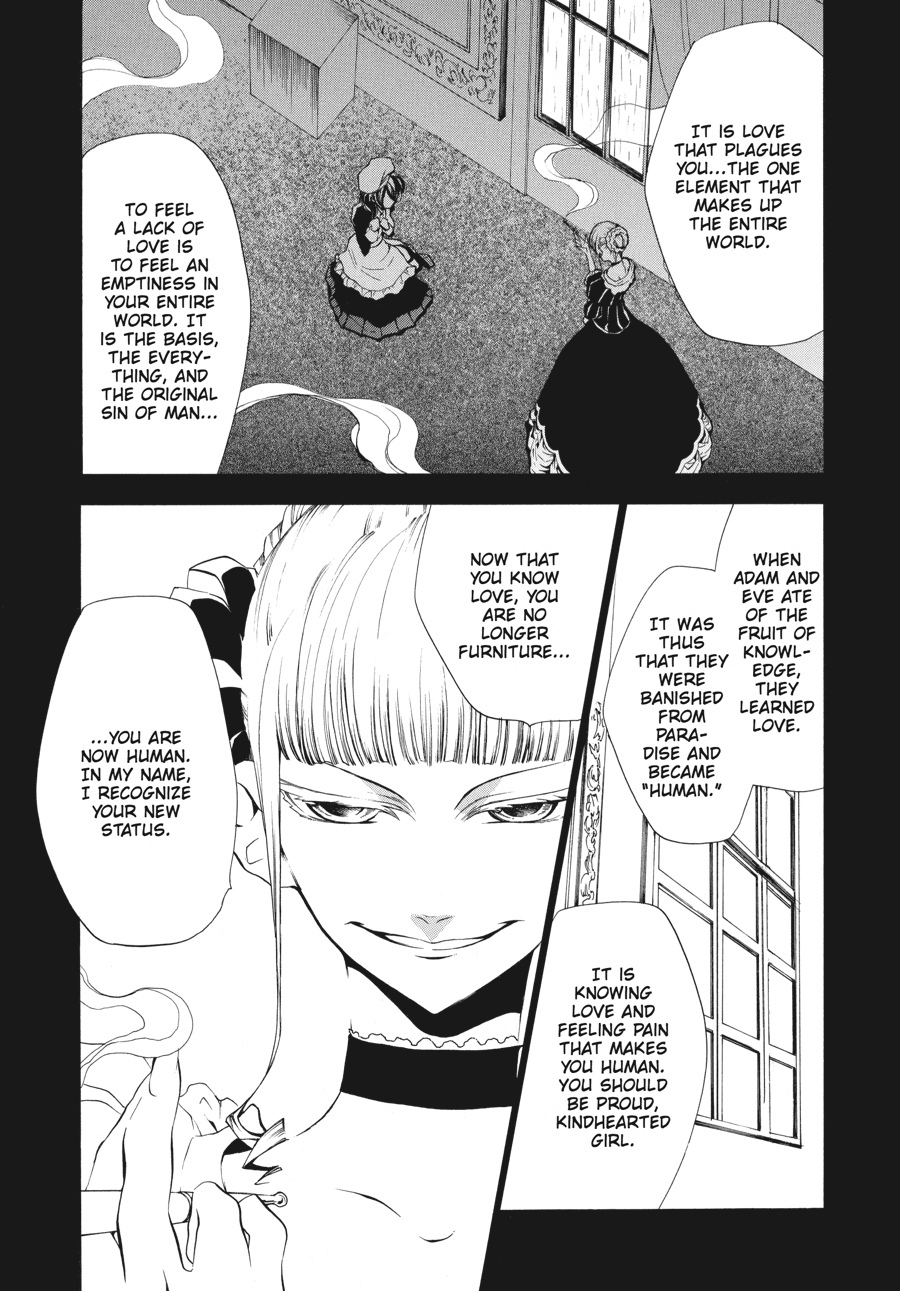 IT IS LOVE
THAT PLAGUES
YOU...THE ONE
ELEMENT THAT
MAKES UP
THE ENTIRE
WORLD.
TO FEEL
A LACK OF
LOVE IS
TO FEEL AN
EMPTINESS IN
YOUR ENTIRE
WORLD. IT
IS THE BASIS,
THE EVERY-
THING, AND
THE ORIGINAL
SIN OF MAN...
WHEN
ADAM AND
EVE ATE
OF THE
FRUIT OF
KNOWL-
EDGE,
THEY
LEARNED
LOVE.
IT WAS
THUS
THAT THEY
WERE
BANISHED
FROM
PARA-
DISE AND
BECAME
"HUMAN."
IT IS
KNOWING
LOVE AND
FEELING PAIN
THAT MAKES
YOU HUMAN.
YOU SHOULD
BE PROUD,
KINDHEARTED
GIRL.
NOW THAT
YOU KNOW
LOVE, YOU
ARE NO
LONGER
FURNITURE...
...YOU ARE
NOW HUMAN.
IN MY NAME,
I RECOGNIZE
YOUR NEW
STATUS.